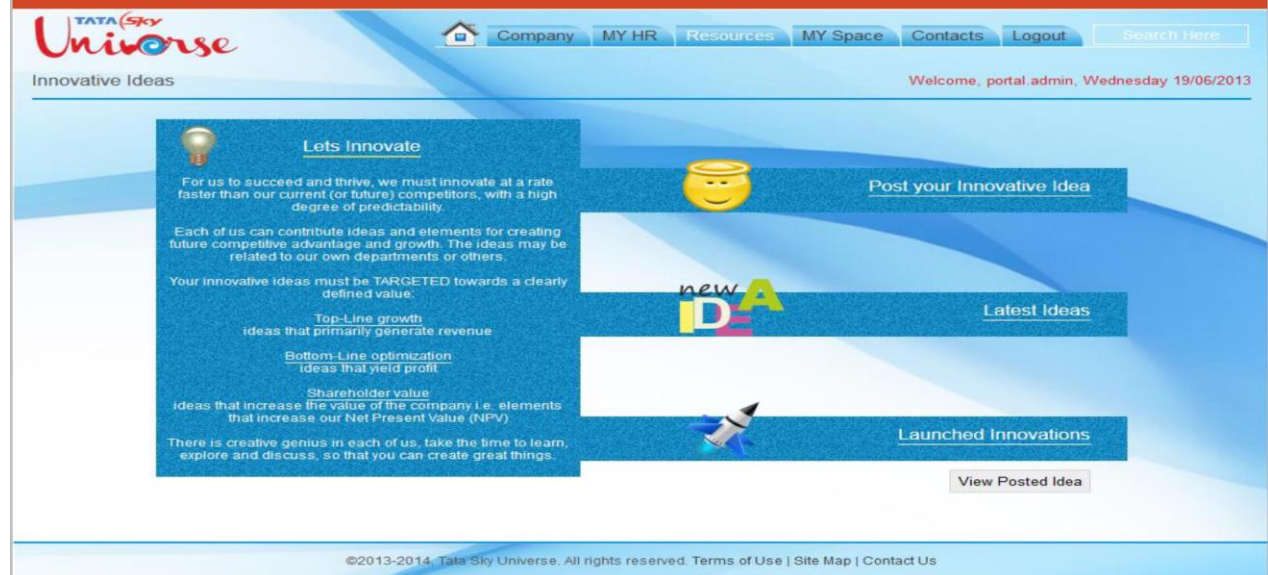 TATA Sky
Universe
Company MY HR Resources MY Space Contacts Logout Search Here
Innovative Ideas
Welcome, portal.admin, Wednesday 19/06/2013
Lets Innovate
For us to succeed and thrive, we must innovate at a rate
faster than our current (or future) competitors, with a high
degree of predictability.
Each of us can contribute ideas and elements for creating
future competitive advantage and growth. The ideas may be
related to our own departments or others.
Your innovative ideas must be TARGETED towards a clearly
defined value:
Top-Line growth
ideas that primarily generate revenue
Bottom-Line optimization
ideas that yield profit
Shareholder value
ideas that increase the value of the company i.e. elements
that increase our Net Present Value (NPV)
There is creative genius in each of us, take the time to learn,
explore and discuss, so that you can create great things.
Post your Innovative Idea
new
IDEA
Latest Ideas
Launched Innovations
View Posted Idea
©2013-2014, Tata Sky Universe. All rights reserved. Terms of Use | Site Map | Contact Us